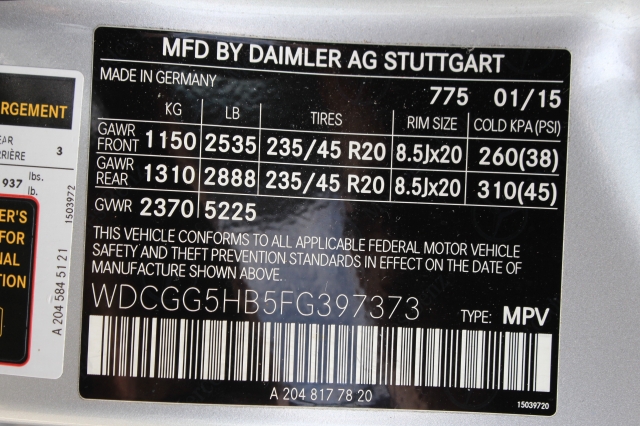 MFD BY DAIMLER AG STUTTGART
MADE IN GERMANY
775 01/15
KG LB TIRES RIM SIZE COLD KPA(PSI)
GAWR FRONT 1150 2535 235/45 R20 8.5Jx20 260(38)
GAWR REAR 1310 2888 235/45 R20 8.5Jx20 310(45)
GVWR 2370 5225
THIS VEHICLE CONFORMS TO ALL APPLICABLE FEDERAL MOTOR VEHICLE
SAFETY AND THEFT PREVENTION STANDARDS IN EFFECT ON THE DATE OF
MANUFACTURE SHOWN ABOVE.
WDCGG5HB5FG397373
TYPE: MPV
A 204 817 78 20
15039720
ARGEMENT
EAR
RRIÈRE 3
937 lbs.
lb.
1503972
ER'S
FOR
ONAL
ION
A 204 584 51 21